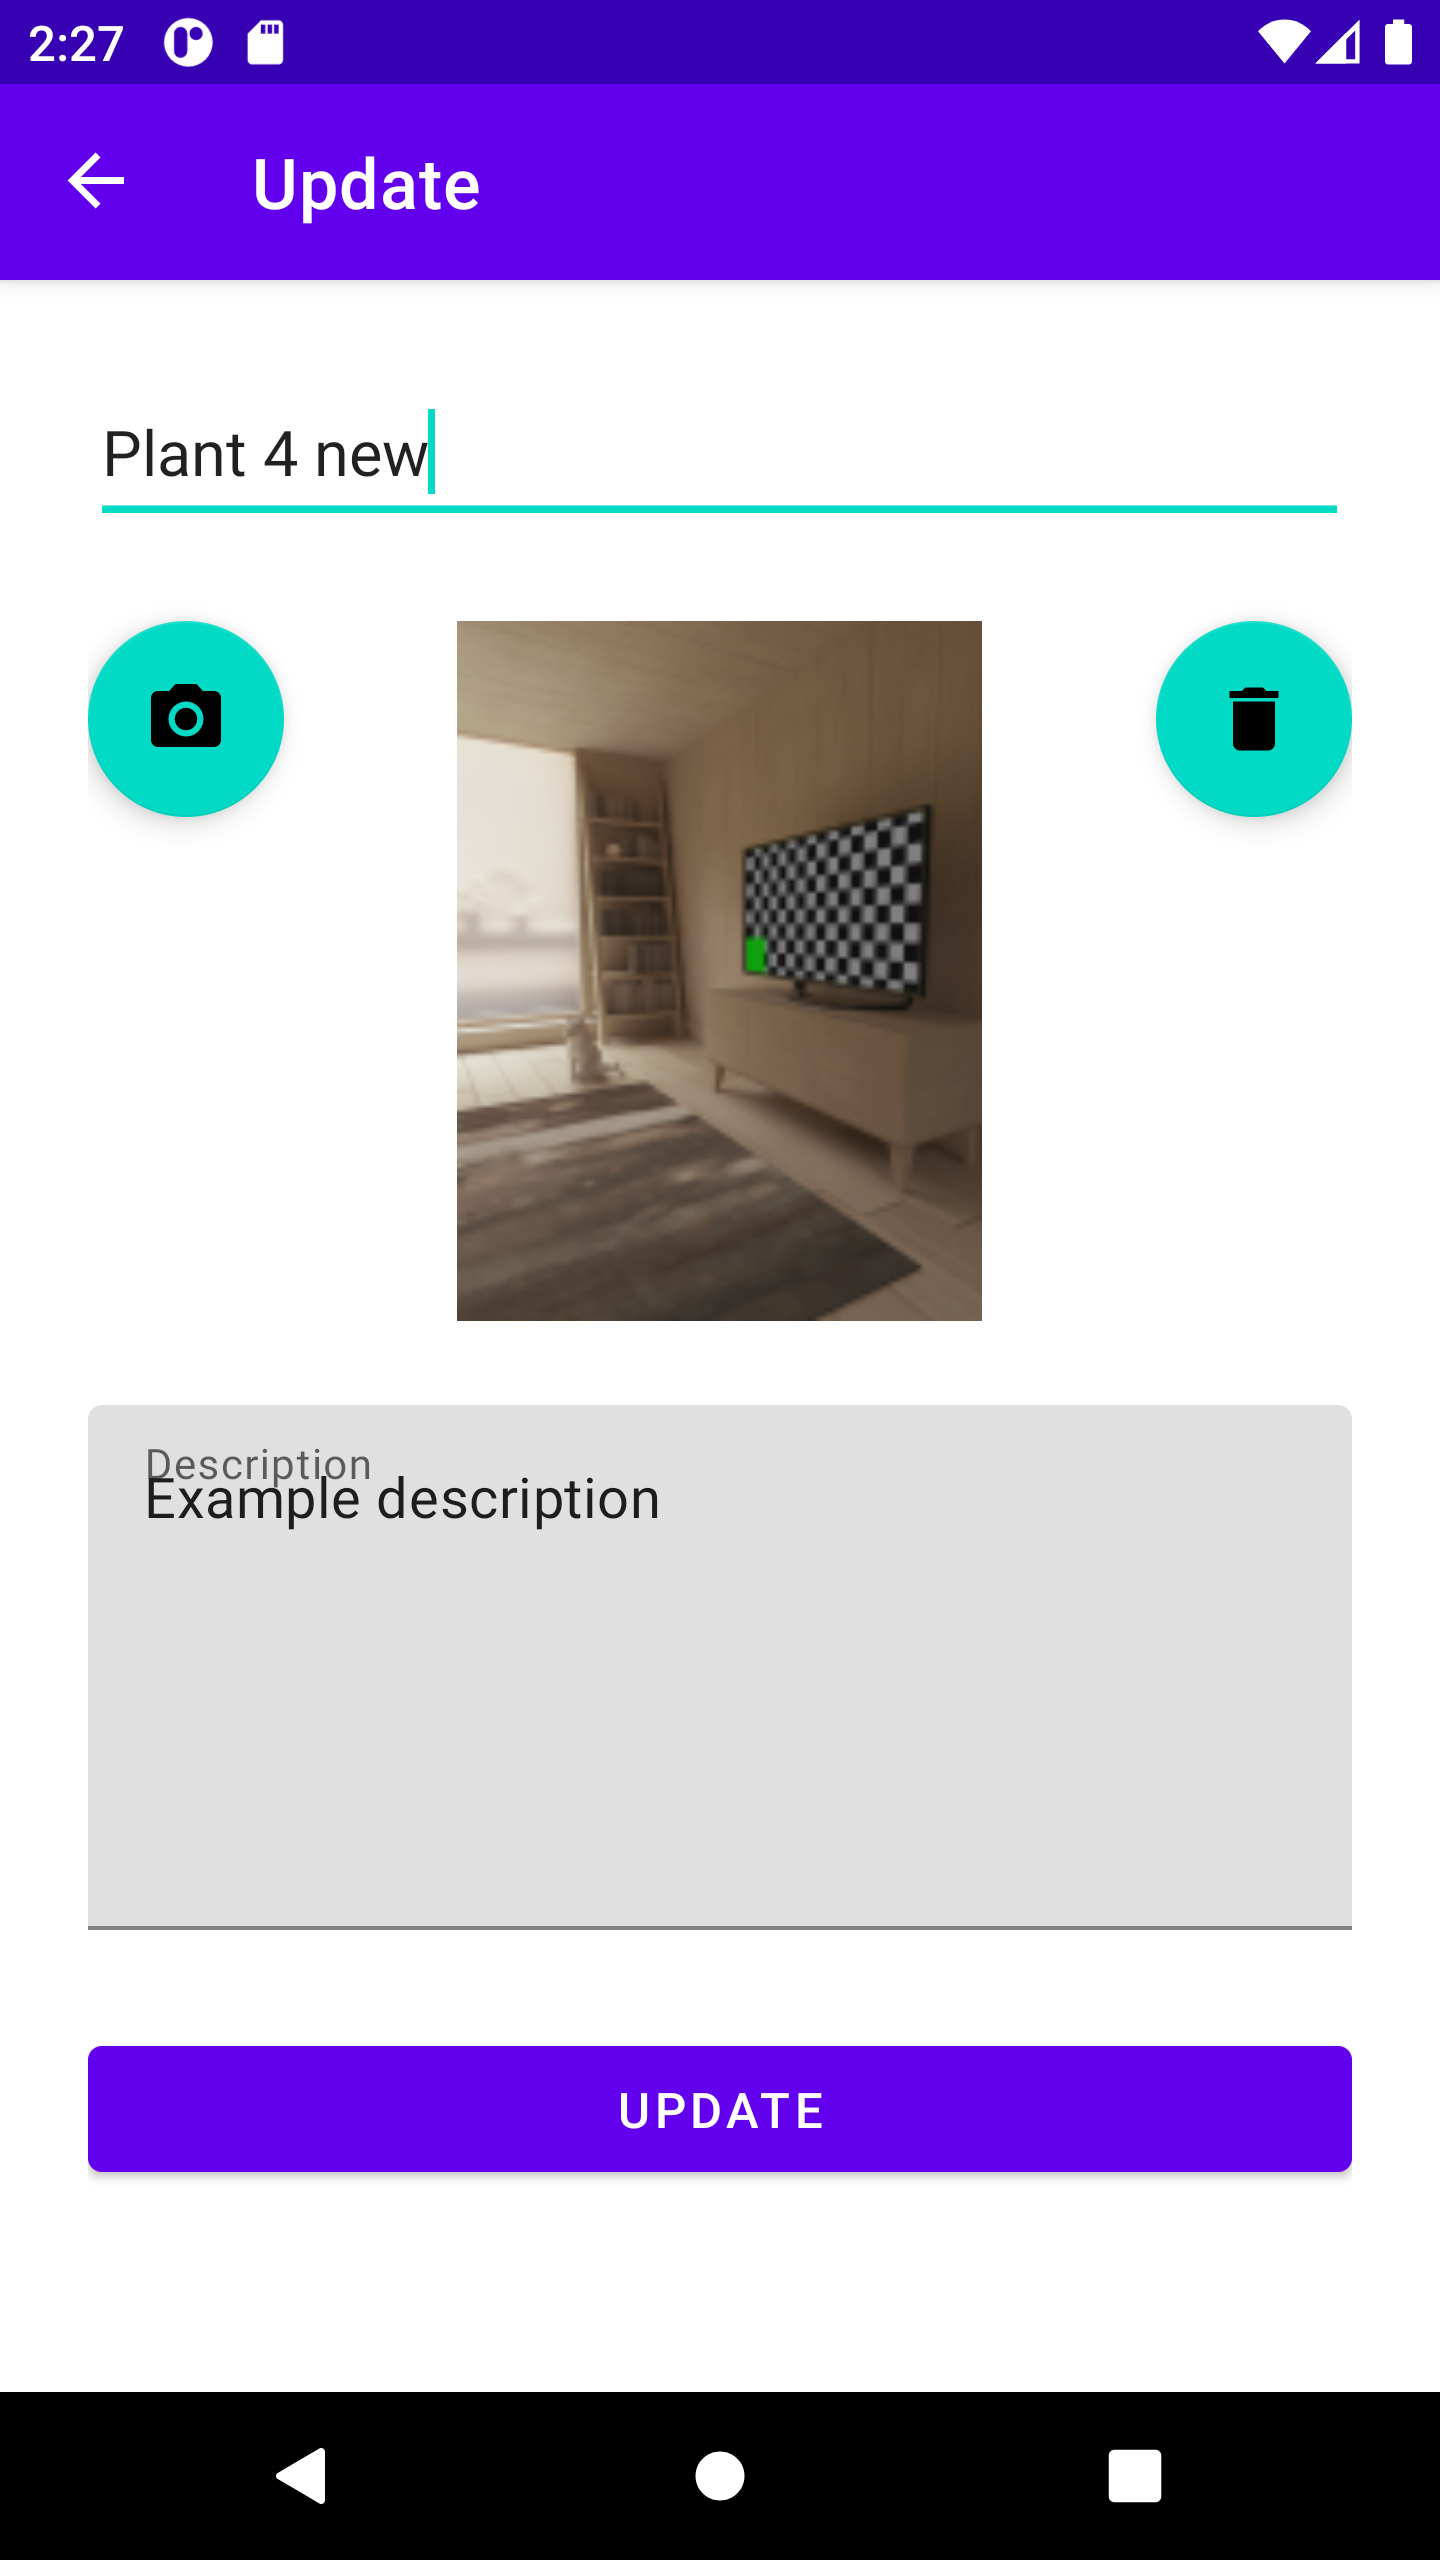 2:27
Update
Plant 4 new
Description
Example description
UPDATE